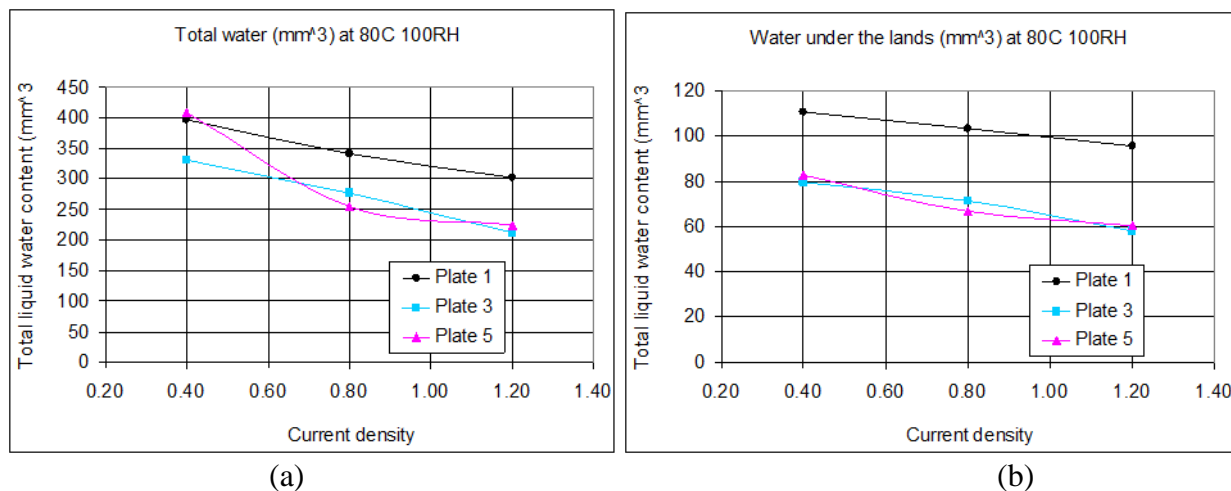 Total water (mm^3) at 80C 100RH
Total liquid water content (mm^3
450
400
350
300
250
200
150
100
50
0
0.20 0.40 0.60 0.80 1.00 1.20 1.40
Current density
Plate 1
Plate 3
Plate 5
(a)
Water under the lands (mm^3) at 80C 100RH
Total liquid water content (mm^3
120
100
80
60
40
20
0
0.20 0.40 0.60 0.80 1.00 1.20 1.40
Current density
Plate 1
Plate 3
Plate 5
(b)